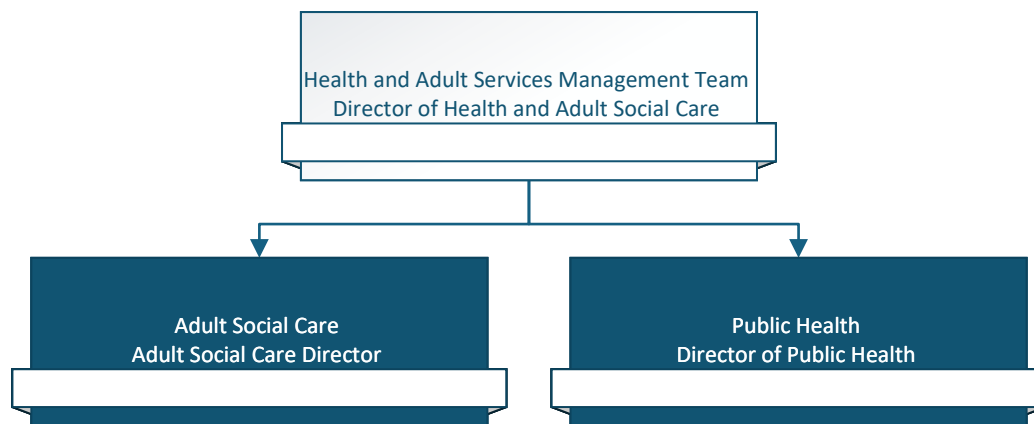 Health and Adult Services Management Team
Director of Health and Adult Social Care
Adult Social Care
Adult Social Care Director
Public Health
Director of Public Health